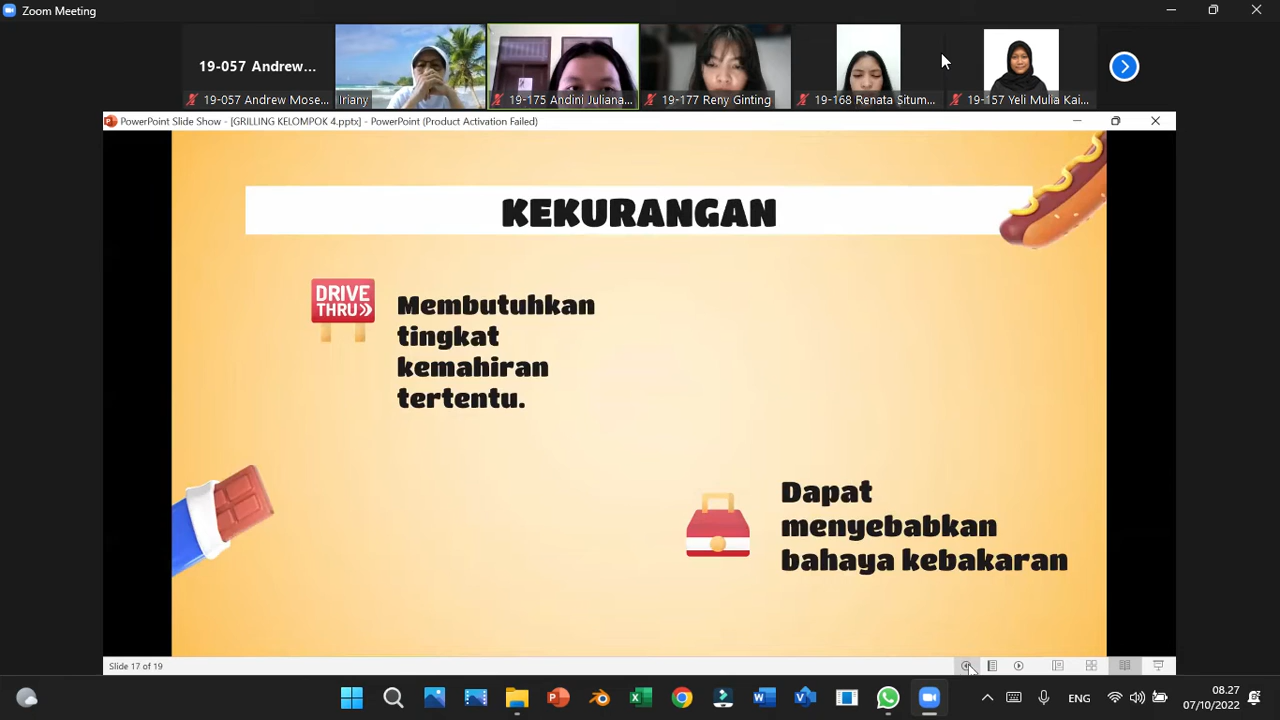 Zoom Meeting
19-057 Andrew...
19-057 Andrew Mose...
Iriany
19-175 Andini Juliana...
19-177 Reny Ginting
19-168 Renata Situm...
19-157 Yeli Mulia Kai...
PowerPoint Slide Show - [GRILLING KELOMPOK 4.pptx] - PowerPoint (Product Activation Failed)
KEKURANGAN
DRIVE
THRU
Membutuhkan
tingkat
kemahiran
tertentu.
Dapat
menyebabkan
bahaya kebakaran
Slide 17 of 19
ENG
08.27
07/10/2022